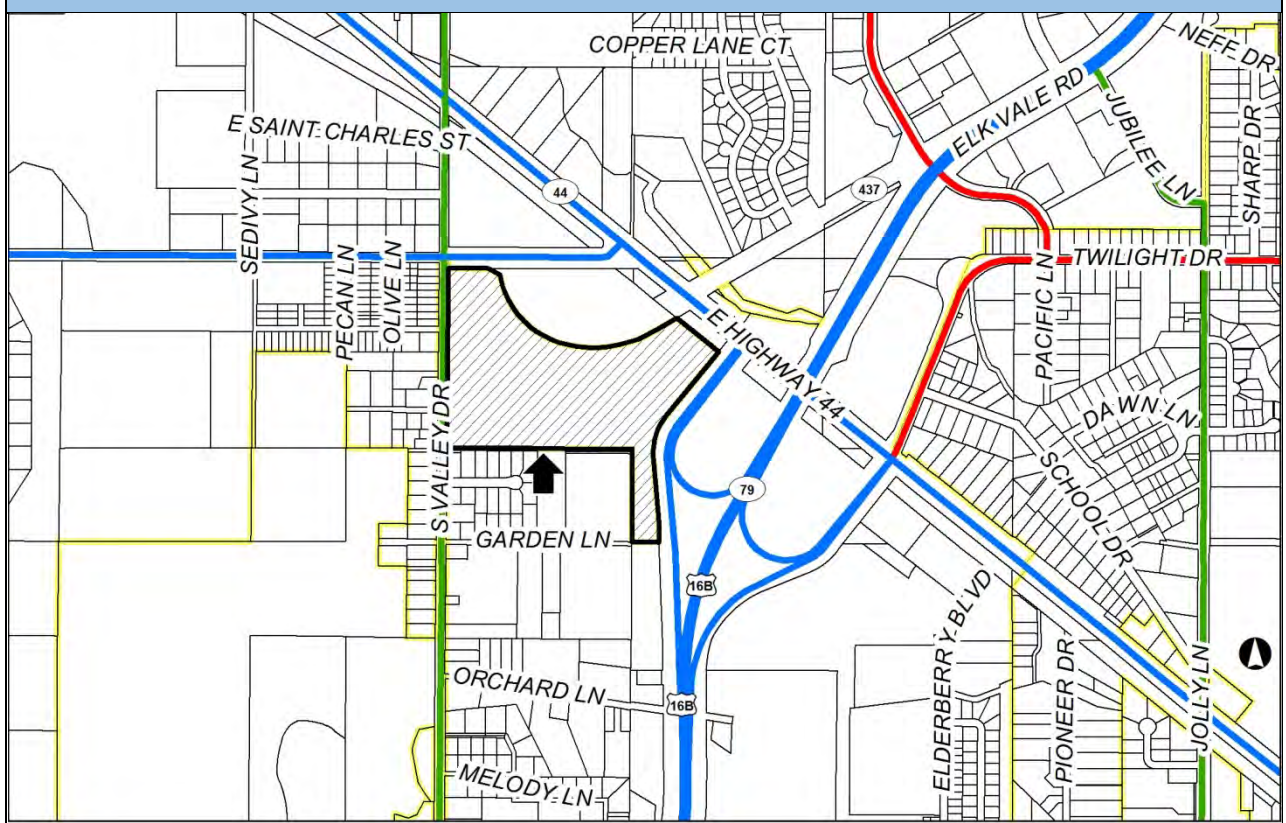 COPPER LANE CT
NEFF DR
ELK VALE RD
JUBILEE LN
SHARP DR
E SAINT CHARLES ST
44
437
SEDIVY LN
PECAN LN
OLIVE LN
TWILIGHT DR
PACIFIC LN
E HIGHWAY 44
S VALLEY DR
DAWN LN
SCHOOL DR
79
GARDEN LN
16B
ELDERBERRY BLVD
PIONEER DR
JOLLY LN
ORCHARD LN
16B
MELODY LN